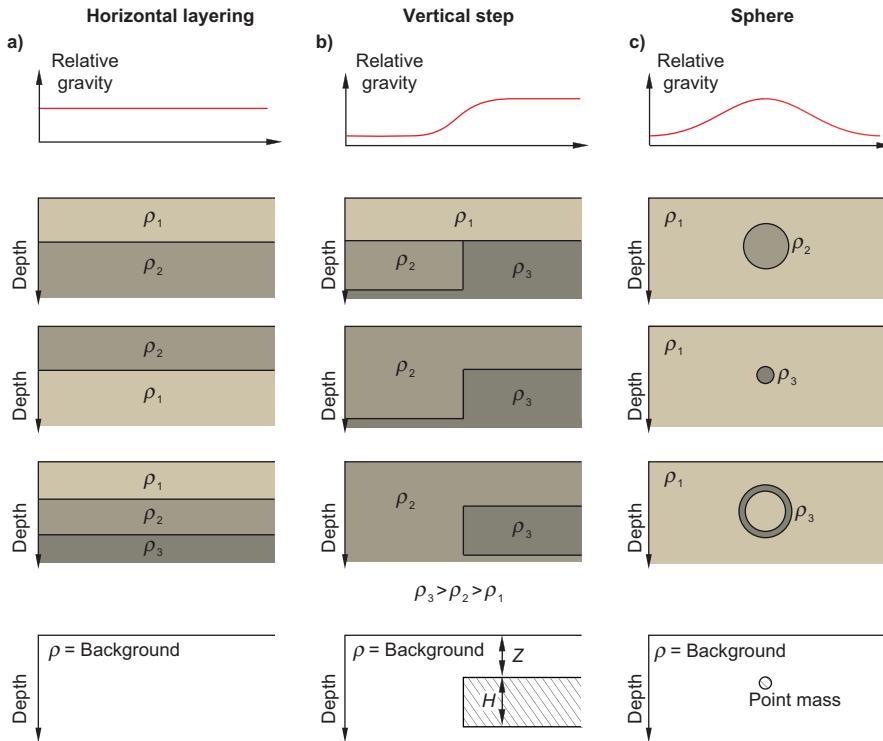 Horizontal layering
Vertical step
Sphere
a)
b)
c)
Relative
gravity
Relative
gravity
Relative
gravity
Depth
ρ1
ρ2
Depth
ρ1
ρ2
ρ3
Depth
ρ1
ρ2
Depth
ρ2
ρ1
Depth
ρ2
ρ3
Depth
ρ1
ρ3
Depth
ρ1
ρ2
ρ3
Depth
ρ2
ρ3
Depth
ρ1
ρ3
ρ3 > ρ2 > ρ1
Depth
ρ = Background
Depth
ρ = Background
Z
H
Depth
ρ = Background
Point mass